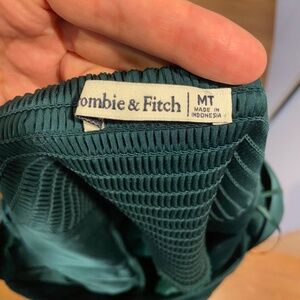 ombie & Fitch
MT
MADE IN
INDONESIA